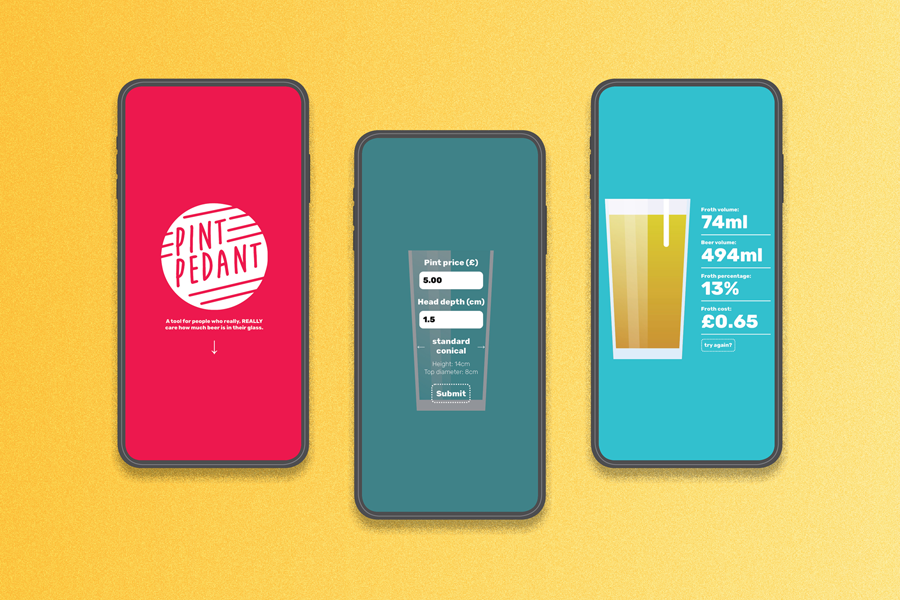 PINT
PEDANT
A tool for people who really, REALLY
care how much beer is in their glass.
Pint price (£)
5.00
Head depth (cm)
1.5
standard
conical
Height: 14cm
Top diameter: 8cm
Submit
Froth volume:
74ml
Beer volume:
494ml
Froth percentage:
13%
Froth cost:
£0.65
try again?